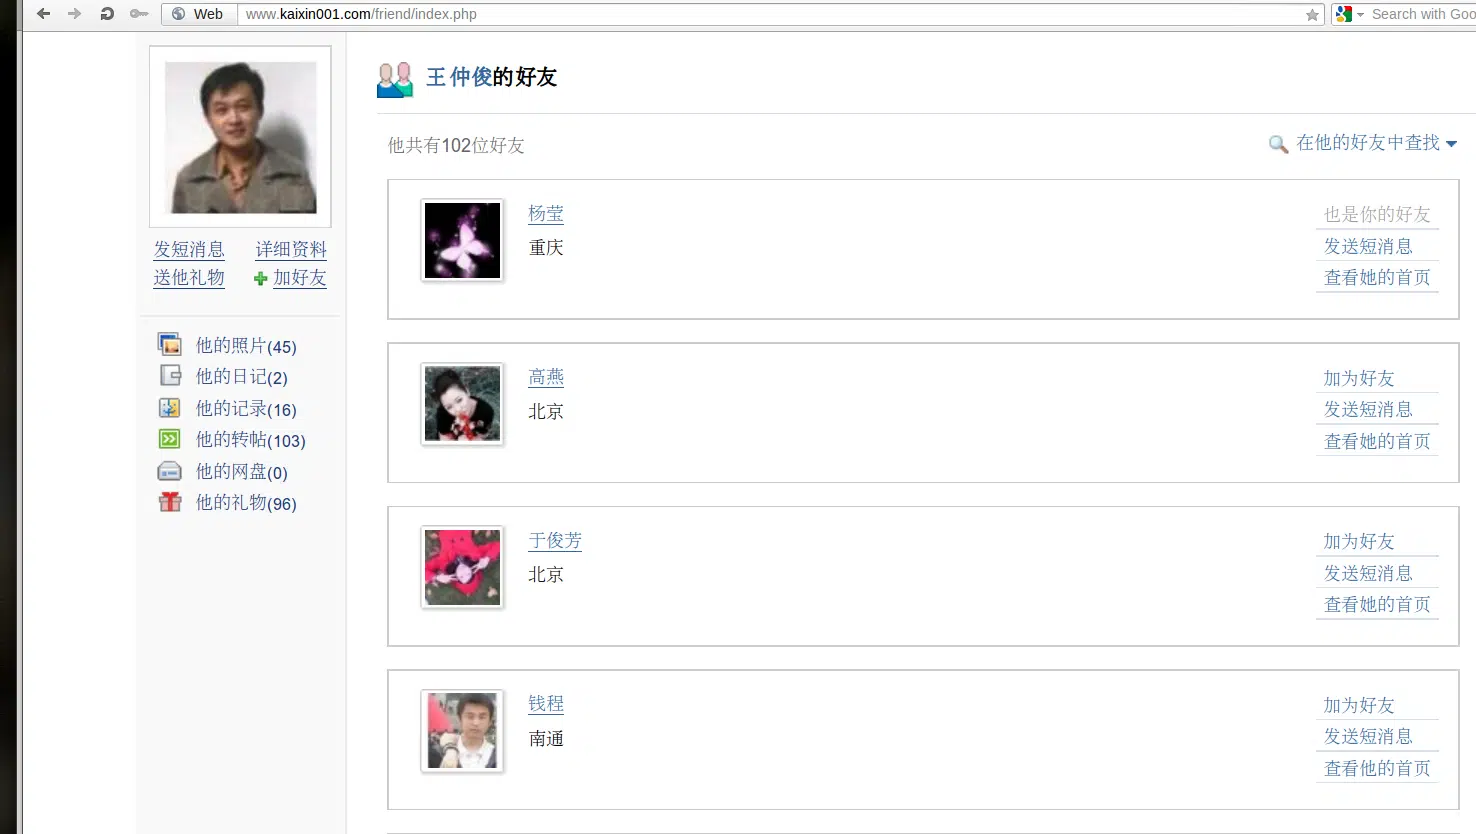 Web
www.kaixin001.com/friend/index.php
Search with Goo
王仲俊的好友
他共有102位好友
在他的好友中查找
发短消息 详细资料
送他礼物 加好友
他的照片(45)
他的日记(2)
他的记录(16)
他的转帖(103)
他的网盘(0)
他的礼物(96)
杨莹
重庆
也是你的好友
发送短消息
查看她的首页
高燕
北京
加为好友
发送短消息
查看她的首页
于俊芳
北京
加为好友
发送短消息
查看她的首页
钱程
南通
加为好友
发送短消息
查看他的首页